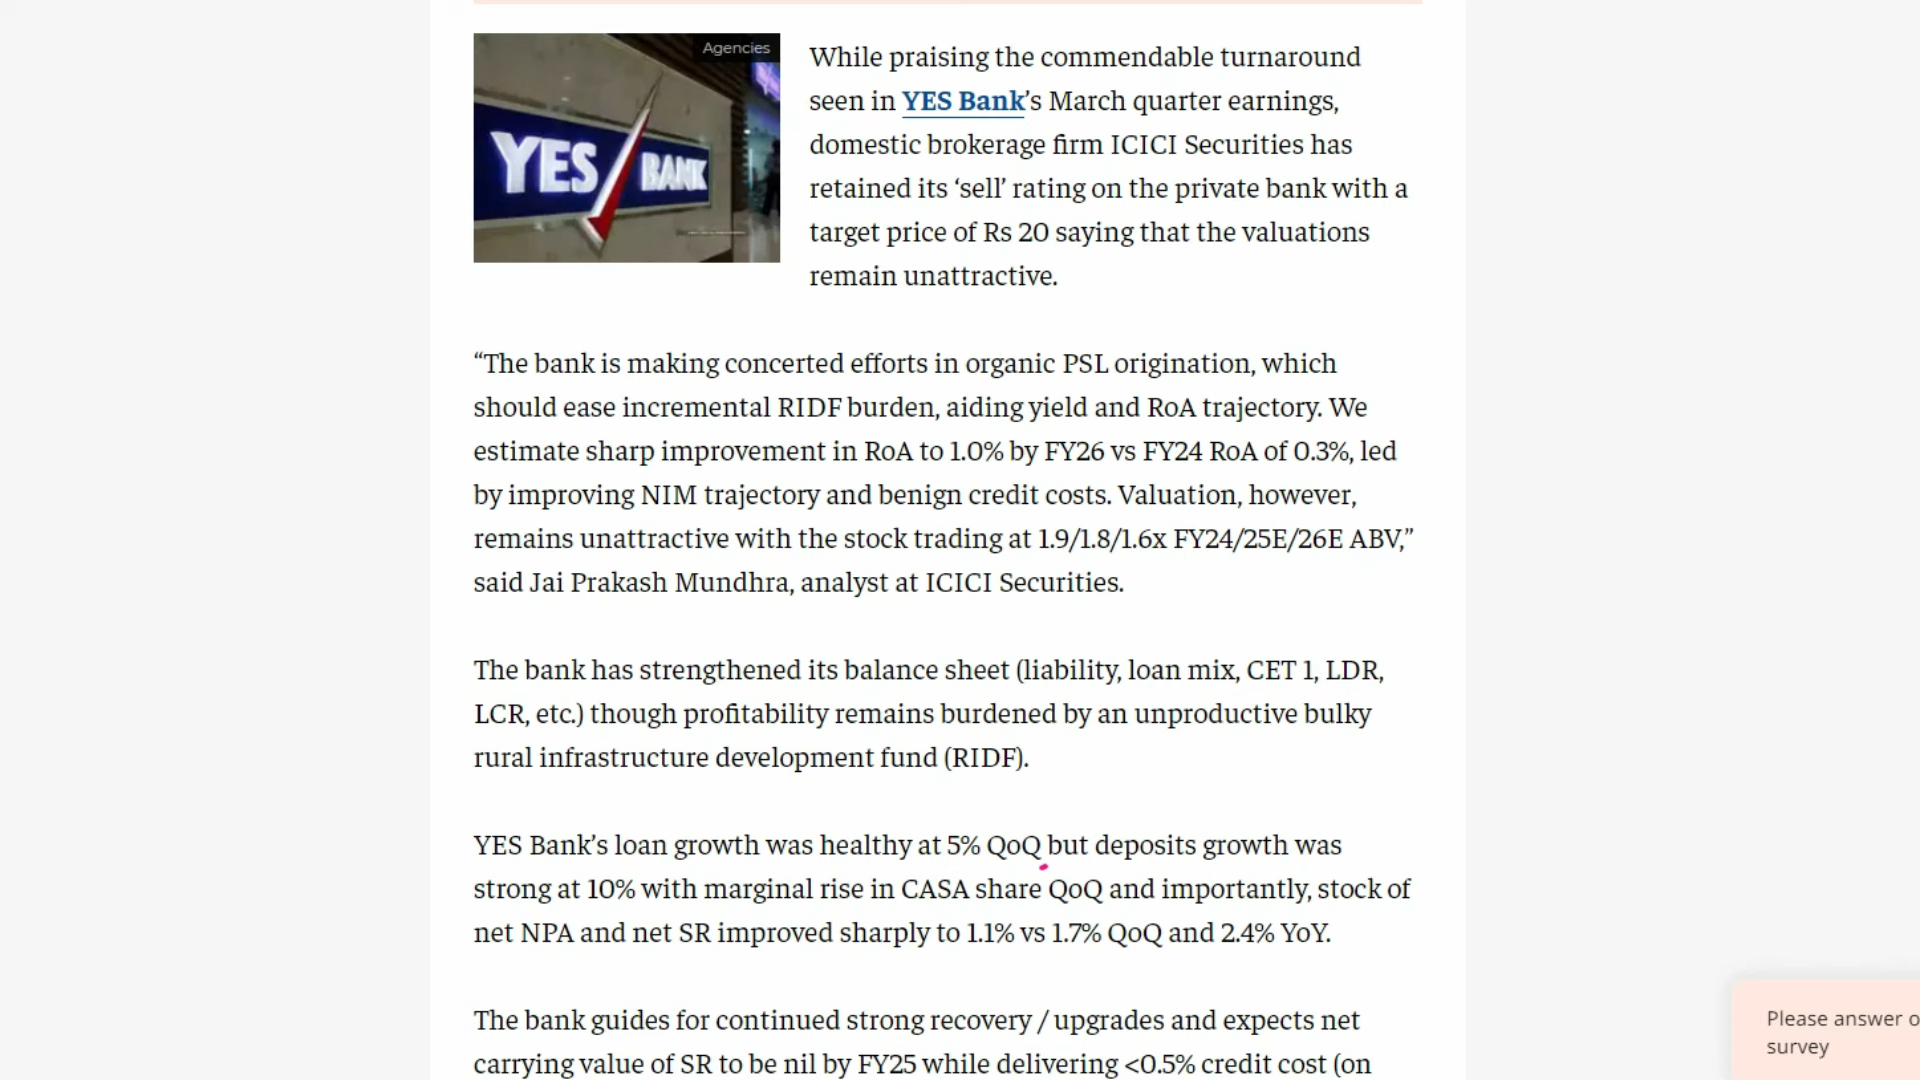 Agencies
YES BANK
While praising the commendable turnaround
seen in YES Bank’s March quarter earnings,
domestic brokerage firm ICICI Securities has
retained its ‘sell’ rating on the private bank with a
target price of Rs 20 saying that the valuations
remain unattractive.
“The bank is making concerted efforts in organic PSL origination, which
should ease incremental RIDF burden, aiding yield and RoA trajectory. We
estimate sharp improvement in RoA to 1.0% by FY26 vs FY24 RoA of 0.3%, led
by improving NIM trajectory and benign credit costs. Valuation, however,
remains unattractive with the stock trading at 1.9/1.8/1.6x FY24/25E/26E ABV,”
said Jai Prakash Mundhra, analyst at ICICI Securities.
The bank has strengthened its balance sheet (liability, loan mix, CET 1, LDR,
LCR, etc.) though profitability remains burdened by an unproductive bulky
rural infrastructure development fund (RIDF).
YES Bank’s loan growth was healthy at 5% QoQ but deposits growth was
strong at 10% with marginal rise in CASA share QoQ and importantly, stock of
net NPA and net SR improved sharply to 1.1% vs 1.7% QoQ and 2.4% YoY.
The bank guides for continued strong recovery / upgrades and expects net
carrying value of SR to be nil by FY25 while delivering <0.5% credit cost (on
Please answer o
survey